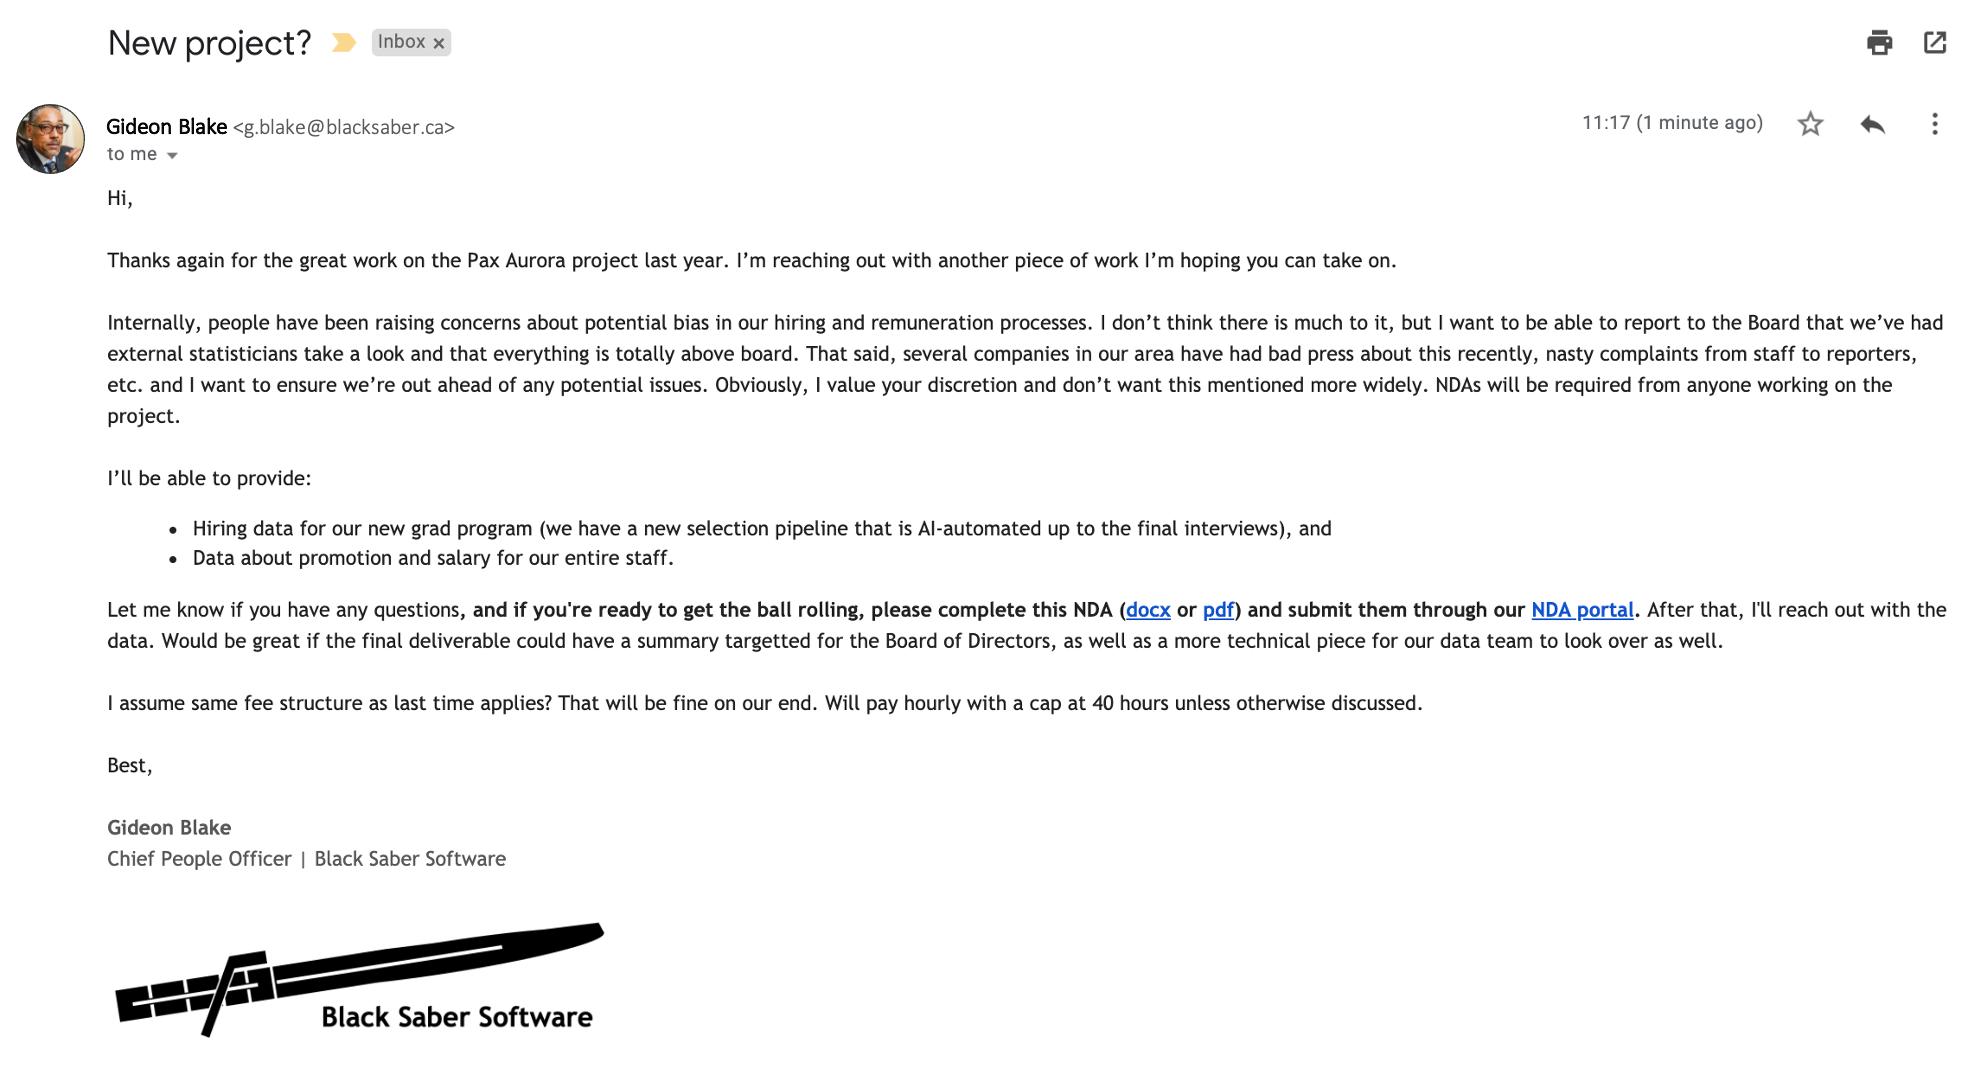 New project?
Inbox x
Gideon Blake <g.blake@blacksaber.ca>
11:17 (1 minute ago)
to me
Hi,
Thanks again for the great work on the Pax Aurora project last year. I’m reaching out with another piece of work I’m hoping you can take on.
Internally, people have been raising concerns about potential bias in our hiring and remuneration processes. I don’t think there is much to it, but I want to be able to report to the Board that we’ve had
external statisticians take a look and that everything is totally above board. That said, several companies in our area have had bad press about this recently, nasty complaints from staff to reporters,
etc. and I want to ensure we’re out ahead of any potential issues. Obviously, I value your discretion and don’t want this mentioned more widely. NDAs will be required from anyone working on the
project.
I’ll be able to provide:
• Hiring data for our new grad program (we have a new selection pipeline that is AI-automated up to the final interviews), and
• Data about promotion and salary for our entire staff.
Let me know if you have any questions, and if you're ready to get the ball rolling, please complete this NDA (docx or pdf) and submit them through our NDA portal. After that, I'll reach out with the
data. Would be great if the final deliverable could have a summary targetted for the Board of Directors, as well as a more technical piece for our data team to look over as well.
I assume same fee structure as last time applies? That will be fine on our end. Will pay hourly with a cap at 40 hours unless otherwise discussed.
Best,
Gideon Blake
Chief People Officer | Black Saber Software
Black Saber Software